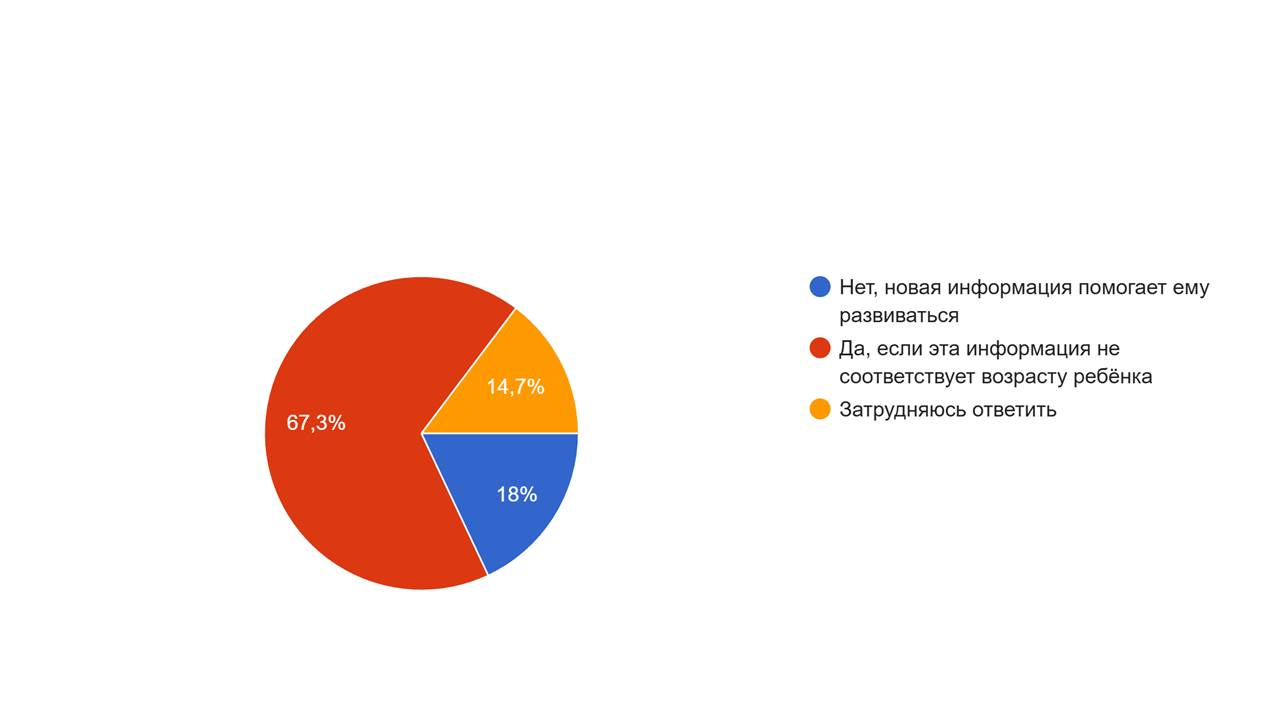 Нет, новая информация помогает ему
развиваться
Да, если эта информация не
соответствует возрасту ребёнка
Затрудняюсь ответить
14,7%
67,3%
18%